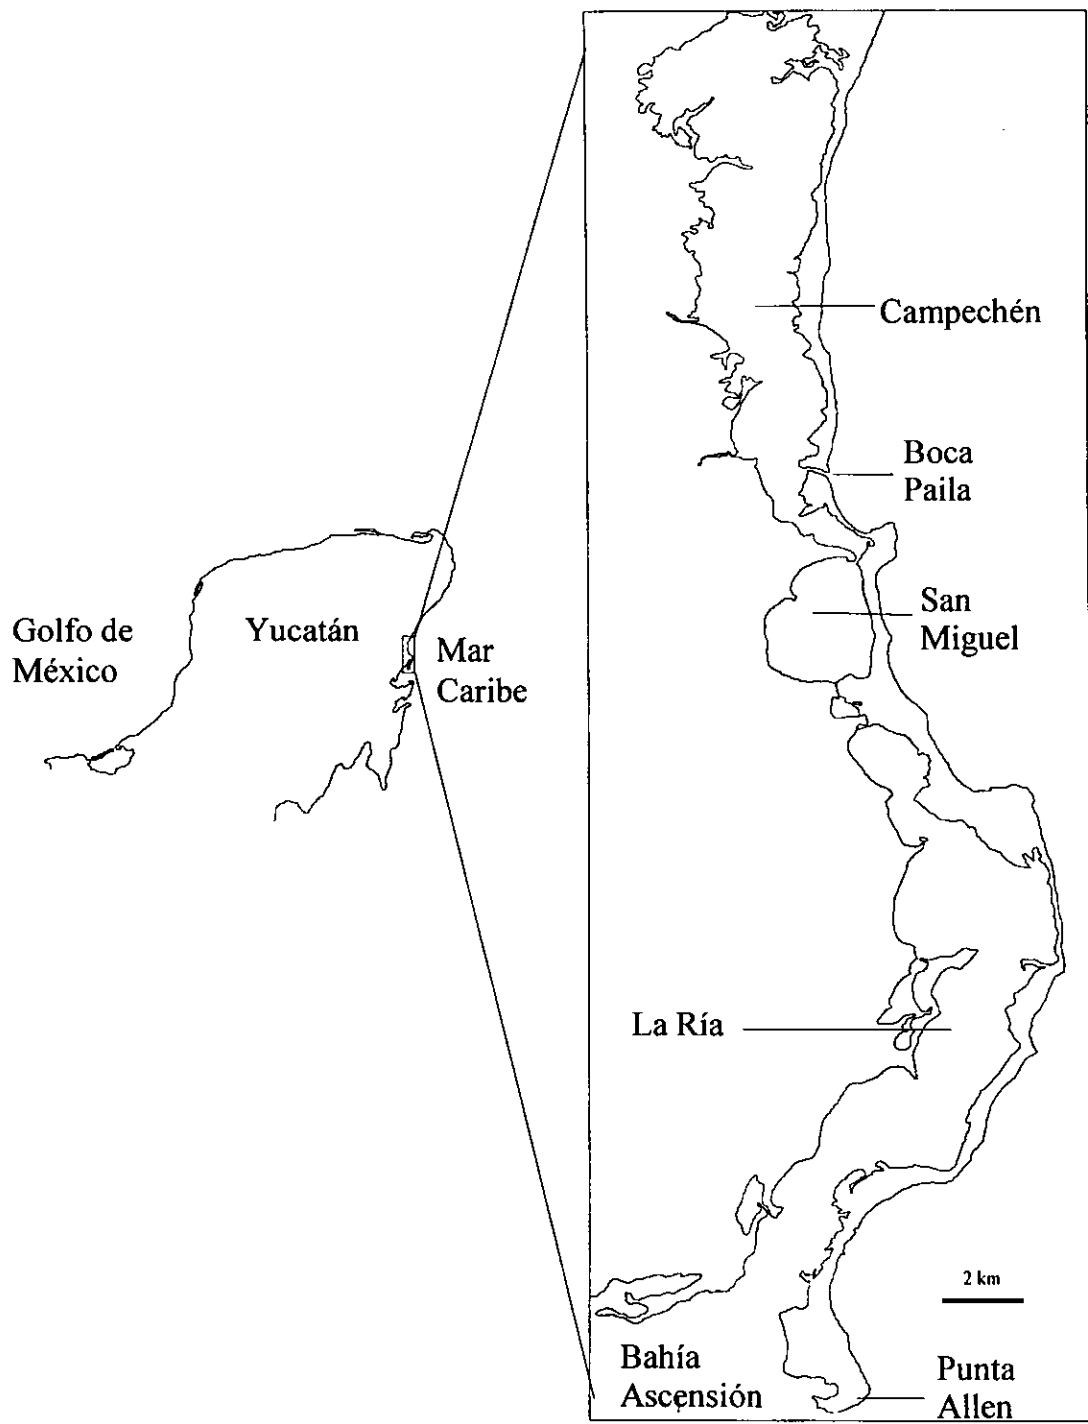 Campechén
Boca
Paila
San
Miguel
Golfo de
México
Yucatán
Mar
Caribe
La Ría
2 km
Bahía
Ascensión
Punta
Allen